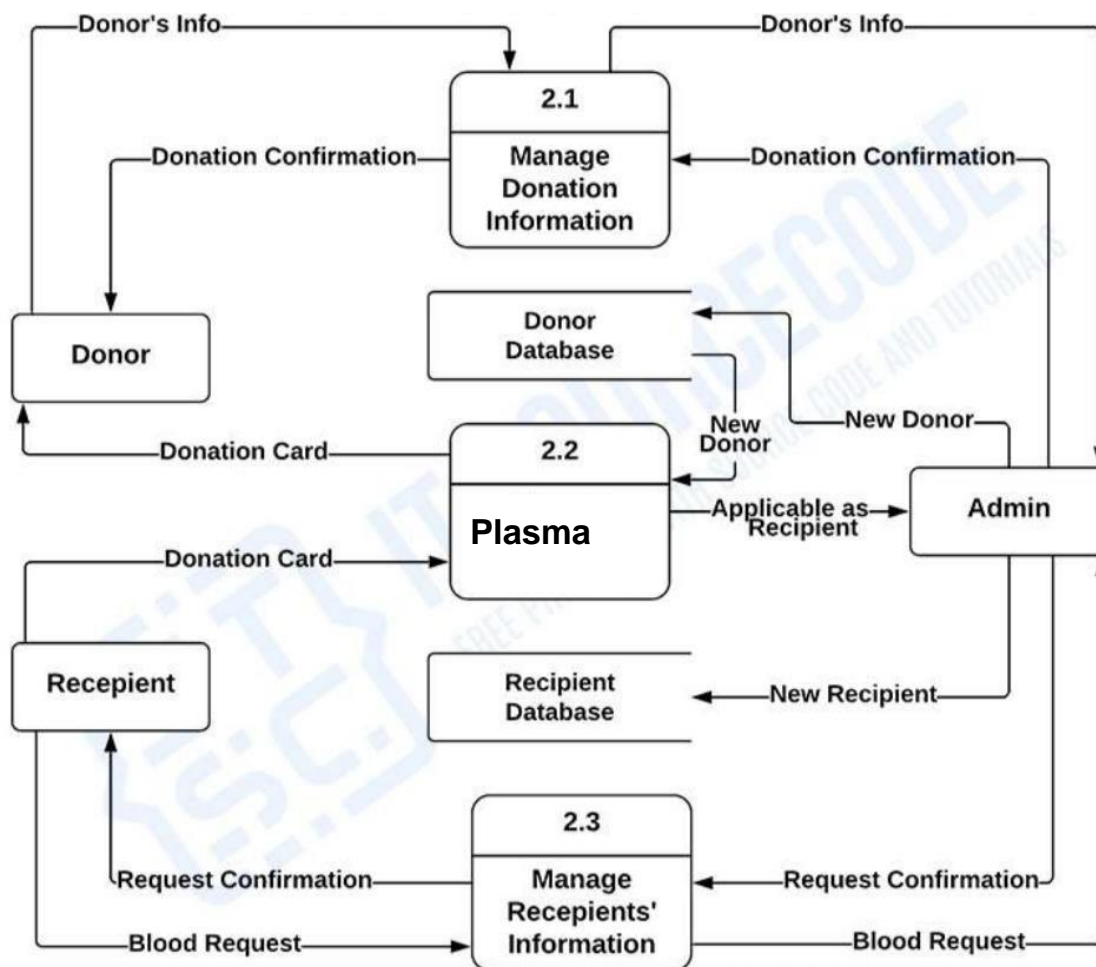 Donor's Info
Donor's Info
2.1
Donation Confirmation
Manage
Donation
Information
Donation Confirmation
Donor
Database
Donor
New
Donor
New Donor
Donation Card
2.2
Plasma
Applicable as
Recipient
Admin
Donation Card
Recepient
Recipient
Database
New Recipient
2.3
Request Confirmation
Manage
Recepients'
Information
Request Confirmation
Blood Request
Blood Request